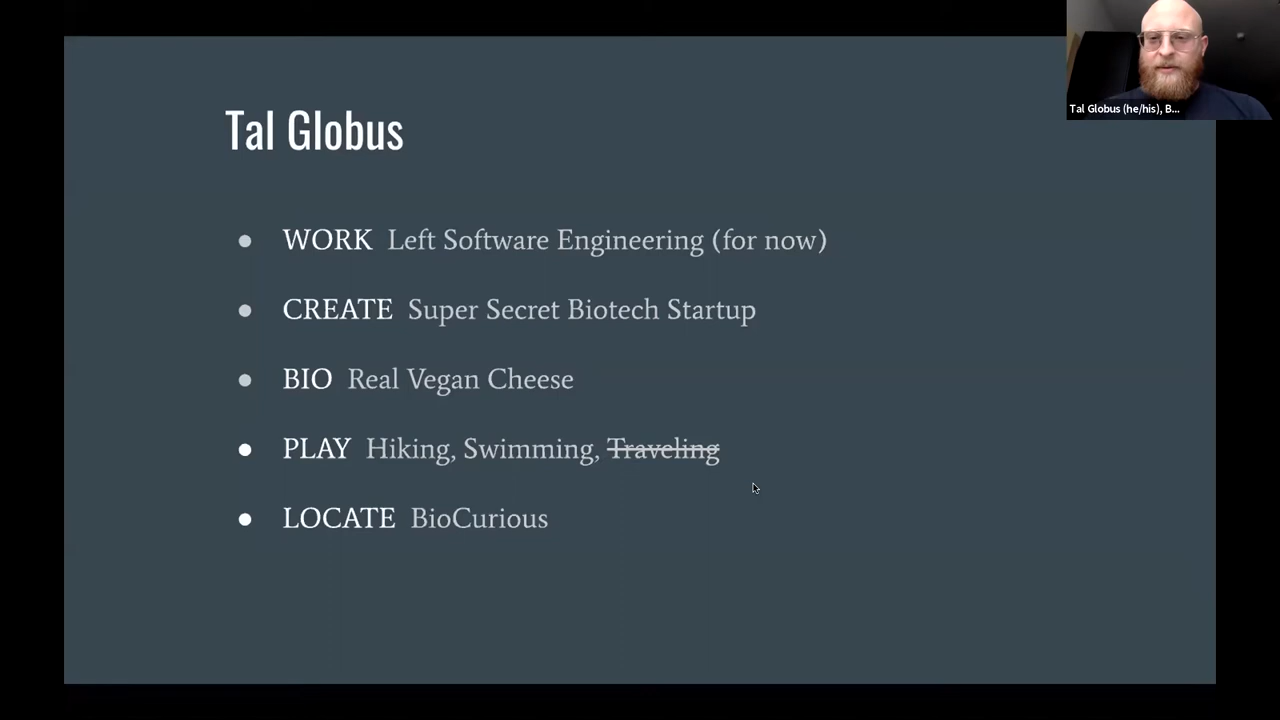 Tal Globus (he/his), B...
Tal Globus
● WORK Left Software Engineering (for now)
● CREATE Super Secret Biotech Startup
● BIO Real Vegan Cheese
● PLAY Hiking, Swimming, Traveling
● LOCATE BioCurious